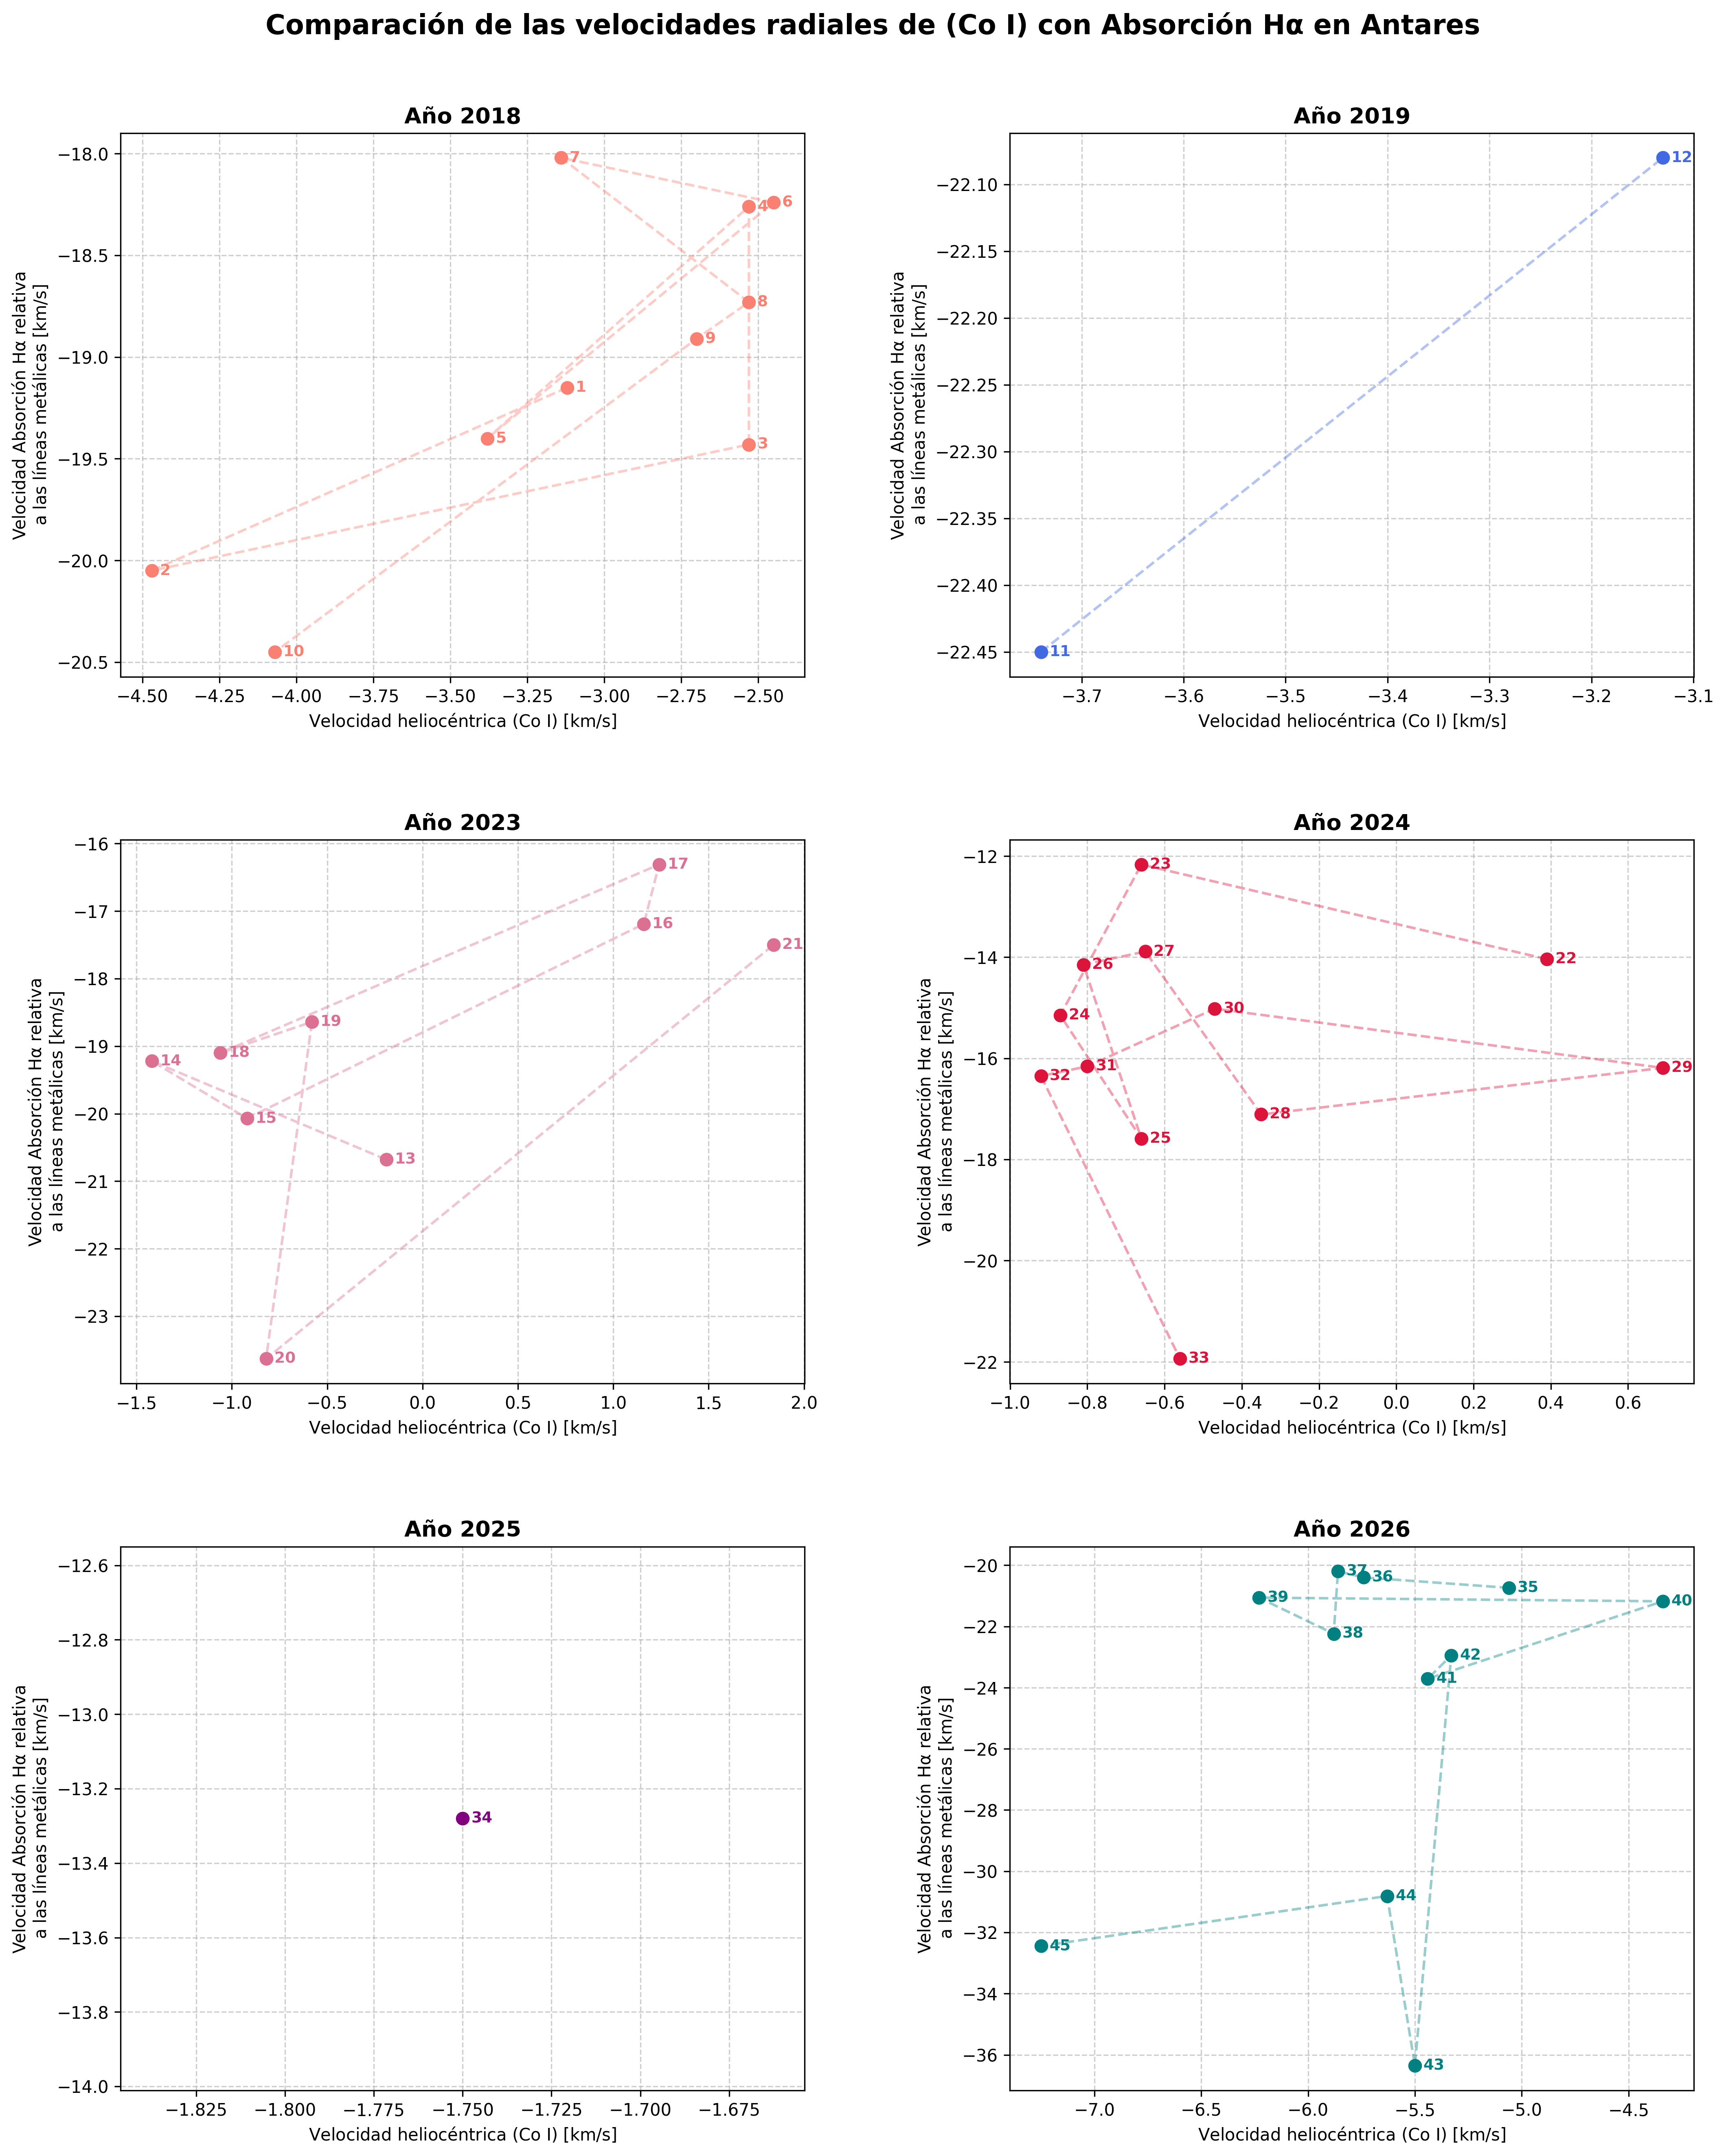 Comparación de las velocidades radiales de (Co I) con Absorción Hα en Antares
Año 2018
Velocidad Absorción Hα relativa
a las líneas metálicas [km/s]
−18.0
−18.5
−19.0
−19.5
−20.0
−20.5
7
6
4
8
9
1
5
3
2
10
−4.50 −4.25 −4.00 −3.75 −3.50 −3.25 −3.00 −2.75 −2.50
Velocidad heliocéntrica (Co I) [km/s]
Año 2019
Velocidad Absorción Hα relativa
a las líneas metálicas [km/s]
−22.10
−22.15
−22.20
−22.25
−22.30
−22.35
−22.40
−22.45
12
11
−3.7 −3.6 −3.5 −3.4 −3.3 −3.2 −3.1
Velocidad heliocéntrica (Co I) [km/s]
Año 2023
Velocidad Absorción Hα relativa
a las líneas metálicas [km/s]
−16
−17
−18
−19
−20
−21
−22
−23
17
16
21
19
18
14
15
13
20
−1.5 −1.0 −0.5 0.0 0.5 1.0 1.5 2.0
Velocidad heliocéntrica (Co I) [km/s]
Año 2024
Velocidad Absorción Hα relativa
a las líneas metálicas [km/s]
−12
−14
−16
−18
−20
−22
23
27
22
26
30
24
31
29
32
28
25
33
−1.0 −0.8 −0.6 −0.4 −0.2 0.0 0.2 0.4 0.6
Velocidad heliocéntrica (Co I) [km/s]
Año 2025
Velocidad Absorción Hα relativa
a las líneas metálicas [km/s]
−12.6
−12.8
−13.0
−13.2
−13.4
−13.6
−13.8
−14.0
34
−1.825 −1.800 −1.775 −1.750 −1.725 −1.700 −1.675
Velocidad heliocéntrica (Co I) [km/s]
Año 2026
Velocidad Absorción Hα relativa
a las líneas metálicas [km/s]
−20
−22
−24
−26
−28
−30
−32
−34
−36
37
36
35
39
40
38
42
41
44
45
43
−7.0 −6.5 −6.0 −5.5 −5.0 −4.5
Velocidad heliocéntrica (Co I) [km/s]